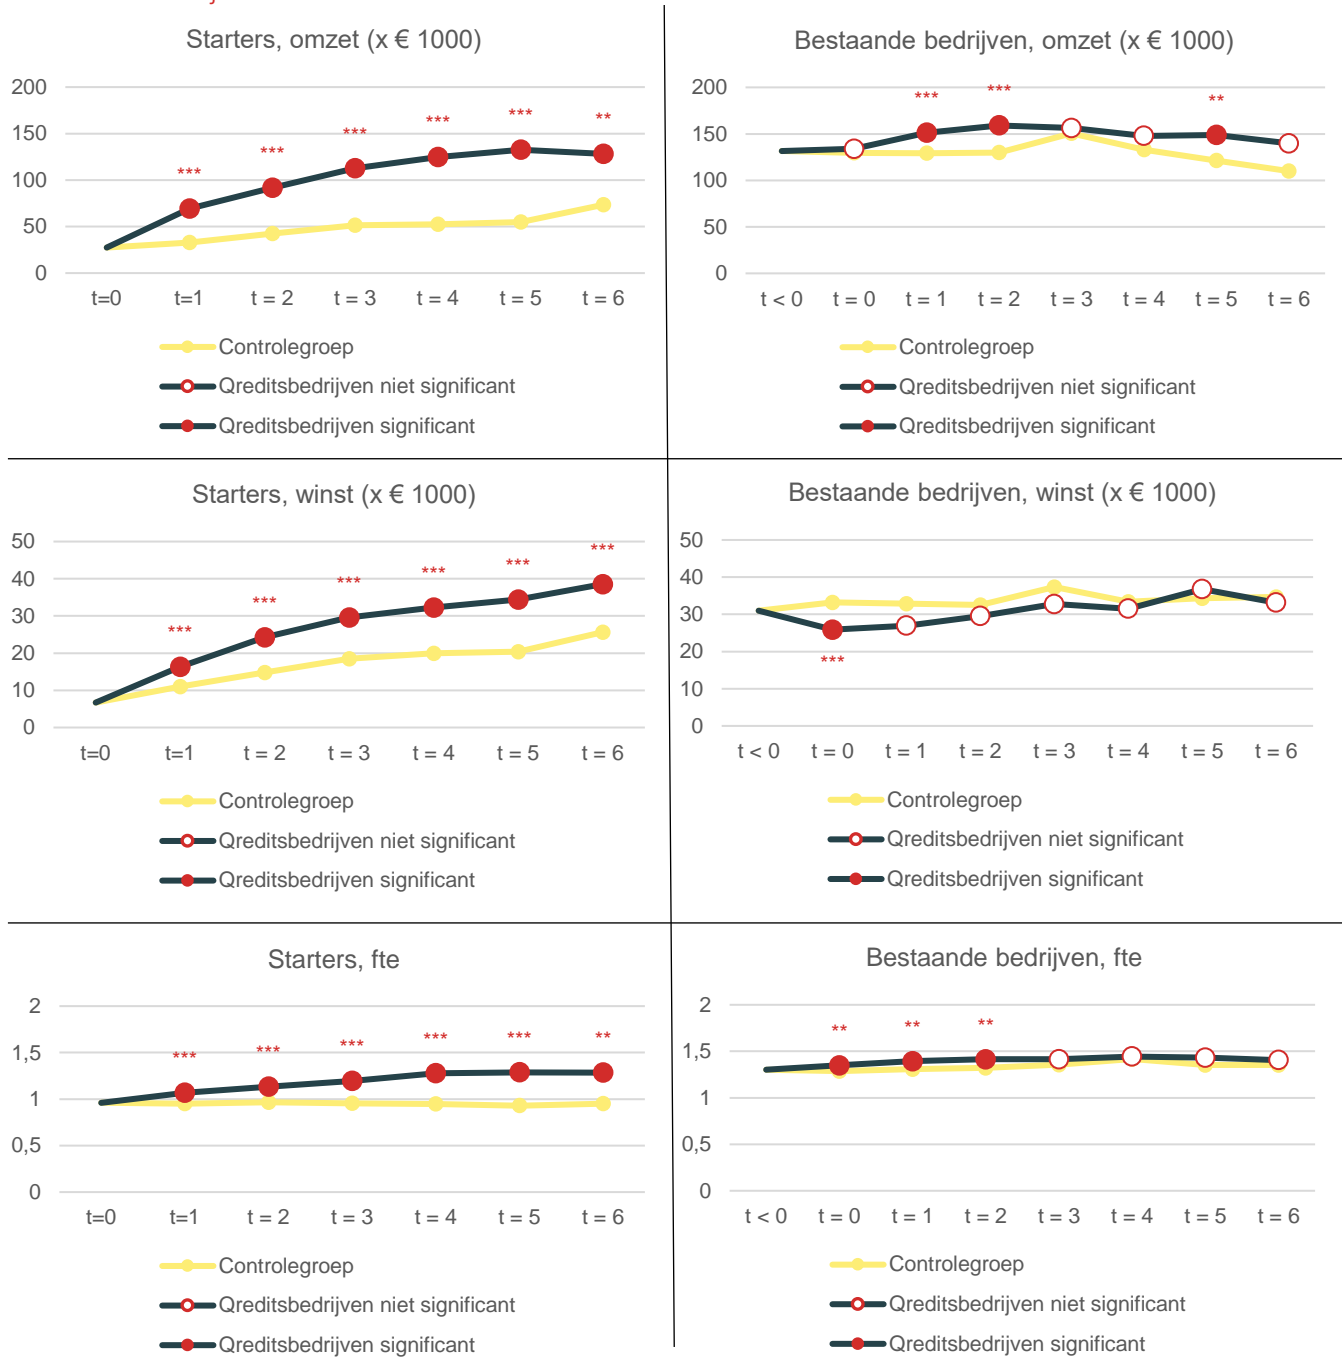 Starters, omzet (x € 1000)
200
***
***
***
***
***
**
150
100
50
0
t=0 t=1 t = 2 t = 3 t = 4 t = 5 t = 6
Controlegroep
Qreditsbedrijven niet significant
Qreditsbedrijven significant
Bestaande bedrijven, omzet (x € 1000)
200
***
***
**
150
100
50
0
t < 0 t = 0 t = 1 t = 2 t = 3 t = 4 t = 5 t = 6
Controlegroep
Qreditsbedrijven niet significant
Qreditsbedrijven significant
Starters, winst (x € 1000)
50
***
***
***
***
***
***
40
30
20
10
0
t=0 t=1 t = 2 t = 3 t = 4 t = 5 t = 6
Controlegroep
Qreditsbedrijven niet significant
Qreditsbedrijven significant
Bestaande bedrijven, winst (x € 1000)
50
40
30
20
***
10
0
t < 0 t = 0 t = 1 t = 2 t = 3 t = 4 t = 5 t = 6
Controlegroep
Qreditsbedrijven niet significant
Qreditsbedrijven significant
Starters, fte
2
*** *** *** *** *** **
1,5
1
0,5
0
t=0 t=1 t = 2 t = 3 t = 4 t = 5 t = 6
Controlegroep
Qreditsbedrijven niet significant
Qreditsbedrijven significant
Bestaande bedrijven, fte
2
** ** **
1,5
1
0,5
0
t < 0 t = 0 t = 1 t = 2 t = 3 t = 4 t = 5 t = 6
Controlegroep
Qreditsbedrijven niet significant
Qreditsbedrijven significant